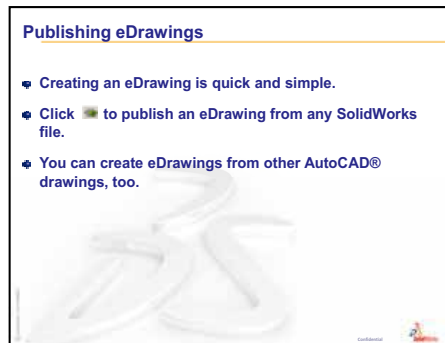 Publishing eDrawings
Creating an eDrawing is quick and simple.
Click to publish an eDrawing from any SolidWorks
file.
You can create eDrawings from other AutoCAD®
drawings, too.
Confidential
SolidWorks